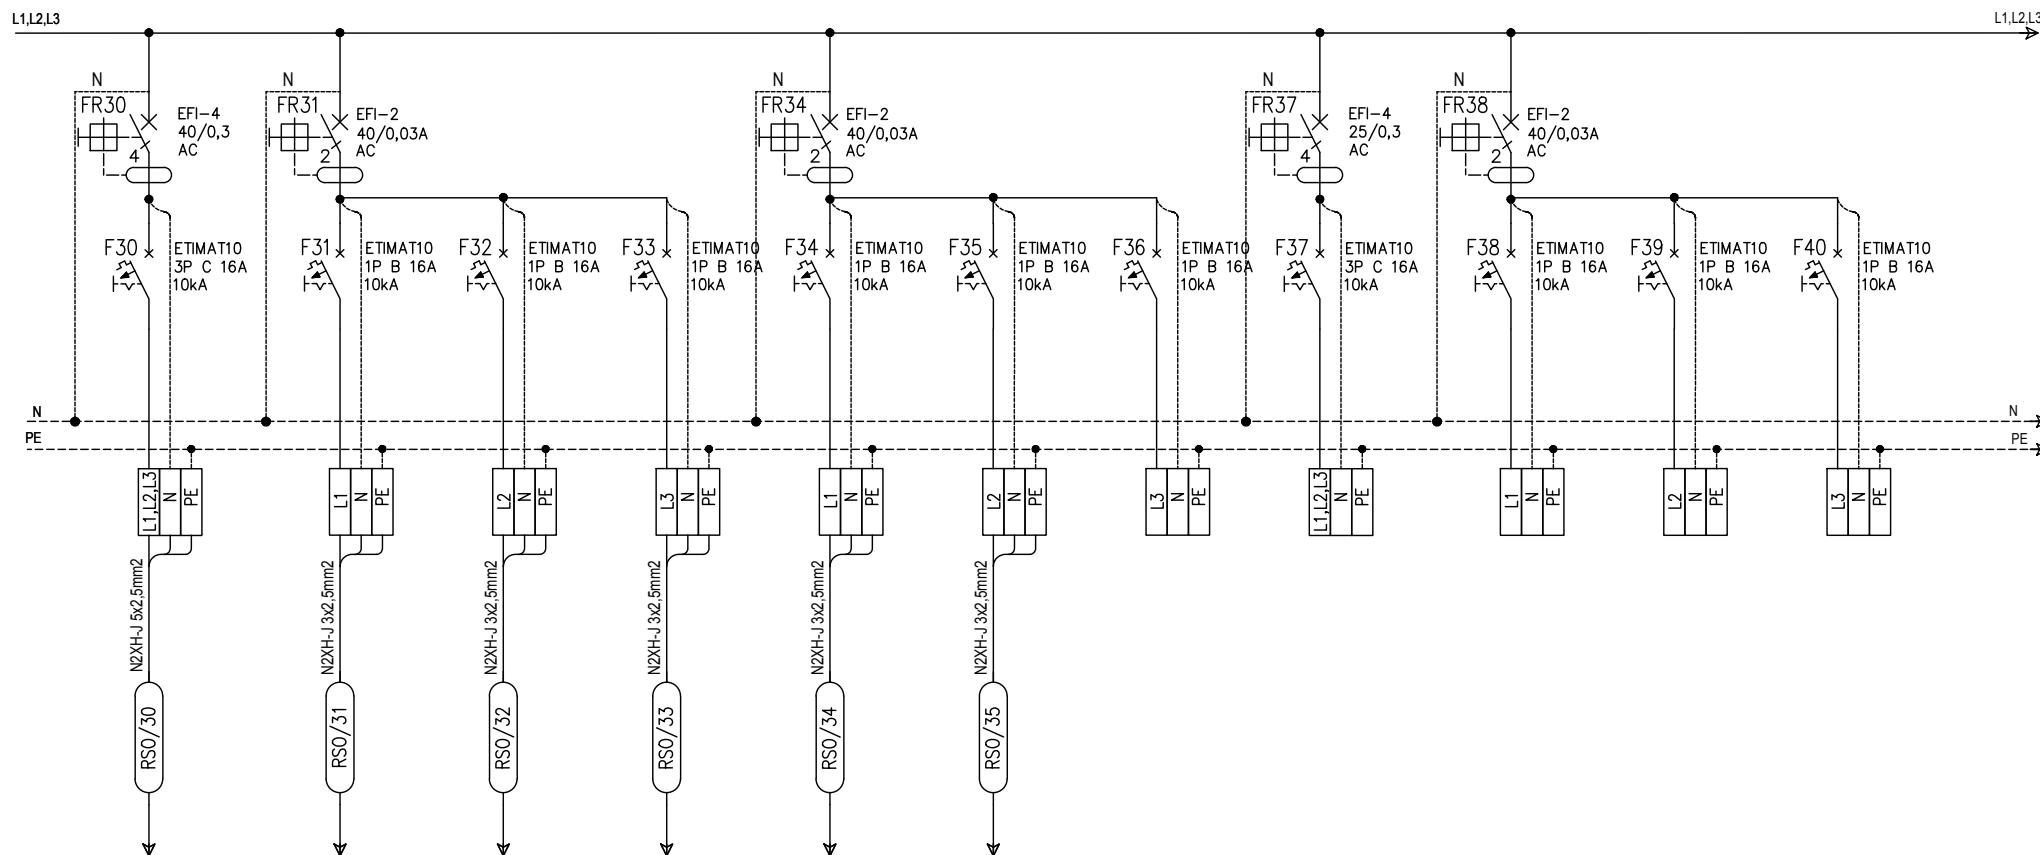 L1,L2,L3
L1,L2,L3
N
FR30
EFI-4
40/0,3
AC
4
N
FR31
EFI-2
40/0,03A
AC
2
N
FR34
EFI-2
40/0,03A
AC
2
N
FR37
EFI-4
25/0,3
AC
4
N
FR38
EFI-2
40/0,03A
AC
2
F30
ETIMAT10
3P C 16A
10kA
F31
ETIMAT10
1P B 16A
10kA
F32
ETIMAT10
1P B 16A
10kA
F33
ETIMAT10
1P B 16A
10kA
F34
ETIMAT10
1P B 16A
10kA
F35
ETIMAT10
1P B 16A
10kA
F36
ETIMAT10
1P B 16A
10kA
F37
ETIMAT10
3P C 16A
10kA
F38
ETIMAT10
1P B 16A
10kA
F39
ETIMAT10
1P B 16A
10kA
F40
ETIMAT10
1P B 16A
10kA
N
N
PE
PE
L1,L2,L3
N
PE
L1
N
PE
L2
N
PE
L3
N
PE
L1
N
PE
L2
N
PE
L3
N
PE
L1,L2,L3
N
PE
L1
N
PE
L2
N
PE
L3
N
PE
N2XH-J 5x2,5mm2
N2XH-J 3x2,5mm2
N2XH-J 3x2,5mm2
N2XH-J 3x2,5mm2
N2XH-J 3x2,5mm2
N2XH-J 3x2,5mm2
RSO/30
RSO/31
RSO/32
RSO/33
RSO/34
RSO/35